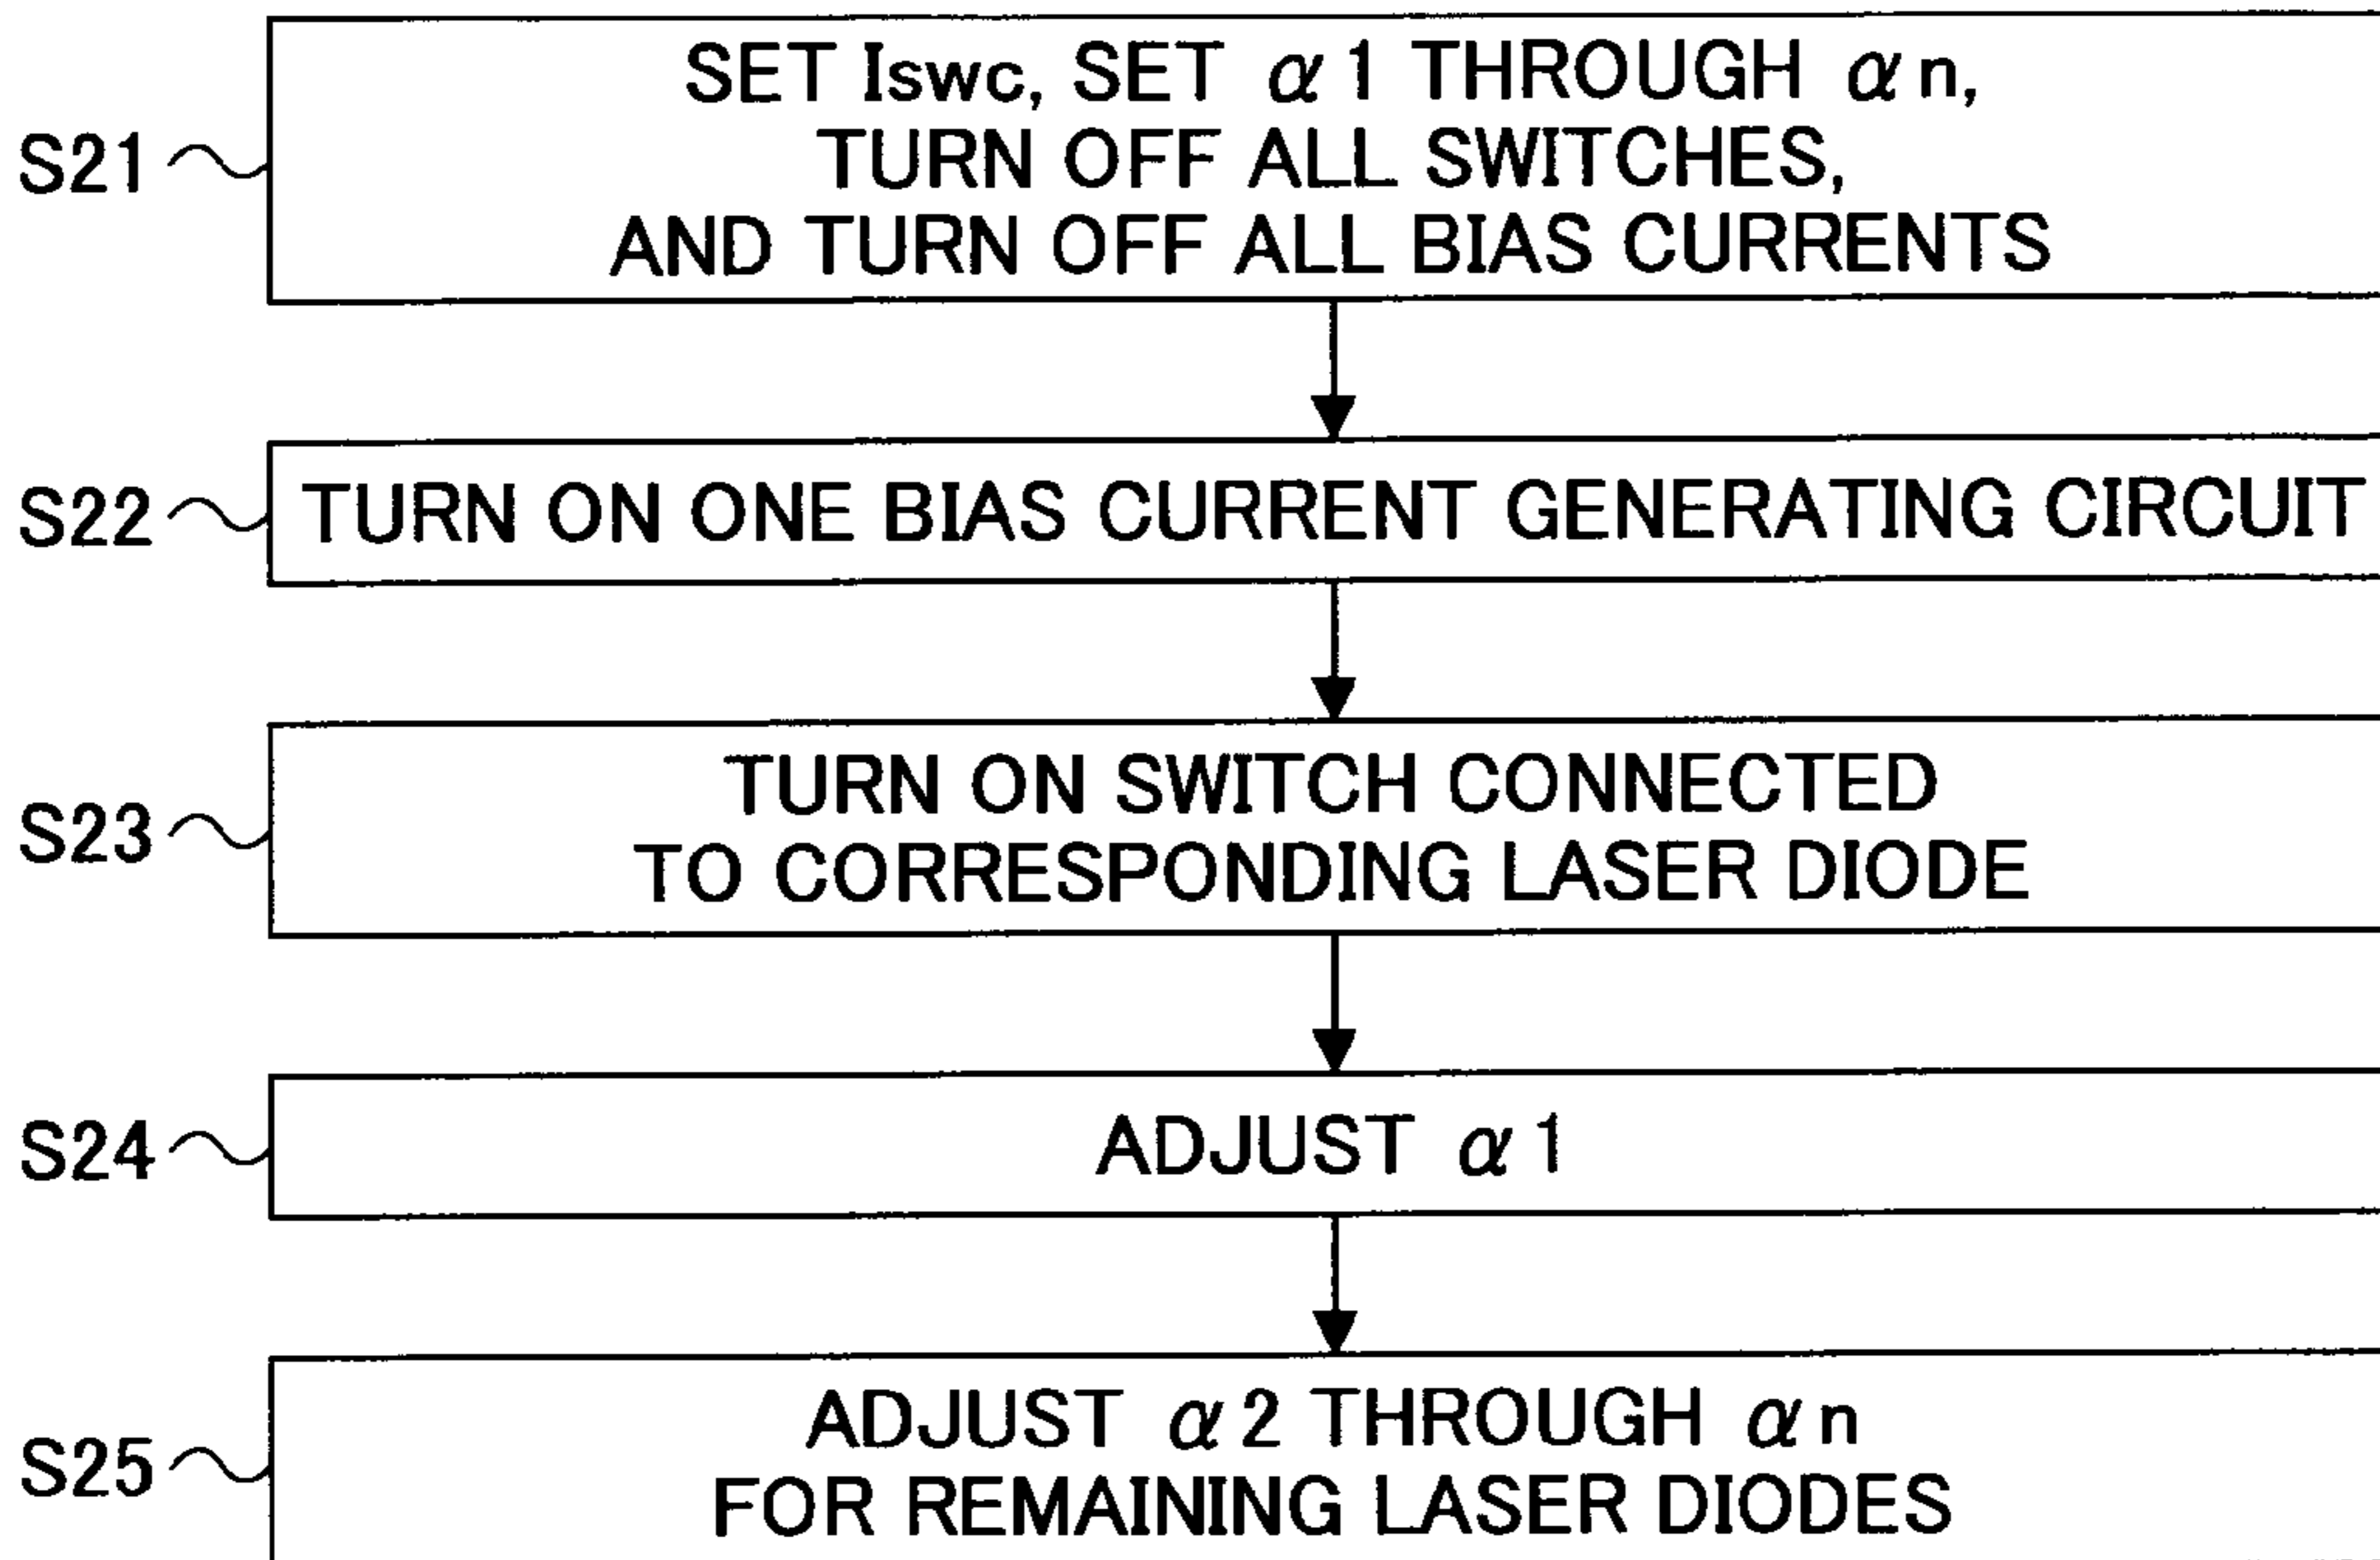 SET Iswc, SET α1 THROUGH αn,
TURN OFF ALL SWITCHES,
AND TURN OFF ALL BIAS CURRENTS
S21
S22
TURN ON ONE BIAS CURRENT GENERATING CIRCUIT
TURN ON SWITCH CONNECTED
TO CORRESPONDING LASER DIODE
S23
S24
ADJUST α1
ADJUST α2 THROUGH αn
FOR REMAINING LASER DIODES
S25